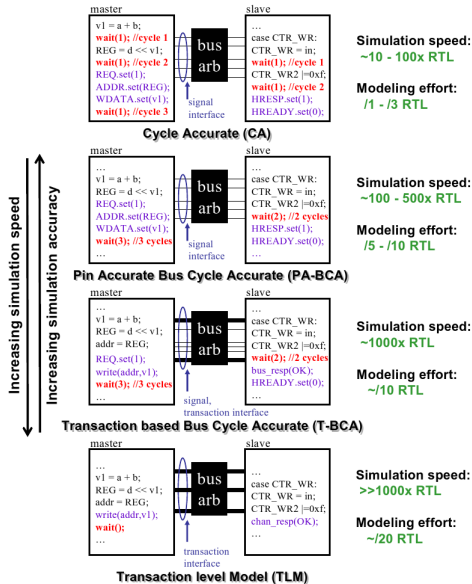 master
v1 = a + b;
wait(1); //cycle 1
REG = d << v1;
wait(1); //cycle 2
REQ.set(1);
ADDR.set(REG);
WDATA.set(v1);
wait(1); //cycle 3
bus
arb
signal
interface
slave
...
case CTR_WR:
CTR_WR = in;
wait(1); //cycle 1
CTR_WR2 |=0xf;
wait(1); //cycle 2
HRESP.set(1);
HREADY.set(0);
Simulation speed:
~10 - 100x RTL
Modeling effort:
/1 - /3 RTL
Cycle Accurate (CA)
Increasing simulation speed
Increasing simulation accuracy
master
...
v1 = a + b;
REG = d << v1;
REQ.set(1);
ADDR.set(REG);
WDATA.set(v1);
wait(3); //3 cycles
...
bus
arb
signal
interface
slave
...
case CTR_WR:
CTR_WR = in;
CTR_WR2 |=0xf;
wait(2); //2 cycles
HRESP.set(1);
HREADY.set(0);
...
Simulation speed:
~100 - 500x RTL
Modeling effort:
/5 - /10 RTL
Pin Accurate Bus Cycle Accurate (PA-BCA)
master
...
v1 = a + b;
REG = d << v1;
addr = REG;
REQ.set(1);
write(addr,v1);
wait(3); //3 cycles
...
bus
arb
signal,
transaction interface
slave
...
case CTR_WR:
CTR_WR = in;
CTR_WR2 |=0xf;
wait(2); //2 cycles
bus_resp(OK);
HREADY.set(0);
...
Simulation speed:
~1000x RTL
Modeling effort:
~/10 RTL
Transaction based Bus Cycle Accurate (T-BCA)
master
...
v1 = a + b;
REG = d << v1;
addr = REG;
write(addr,v1);
wait();
...
bus
arb
transaction
interface
slave
...
case CTR_WR:
CTR_WR = in;
CTR_WR2 |=0xf;
chan_resp(OK);
...
Simulation speed:
>>1000x RTL
Modeling effort:
~/20 RTL
Transaction level Model (TLM)